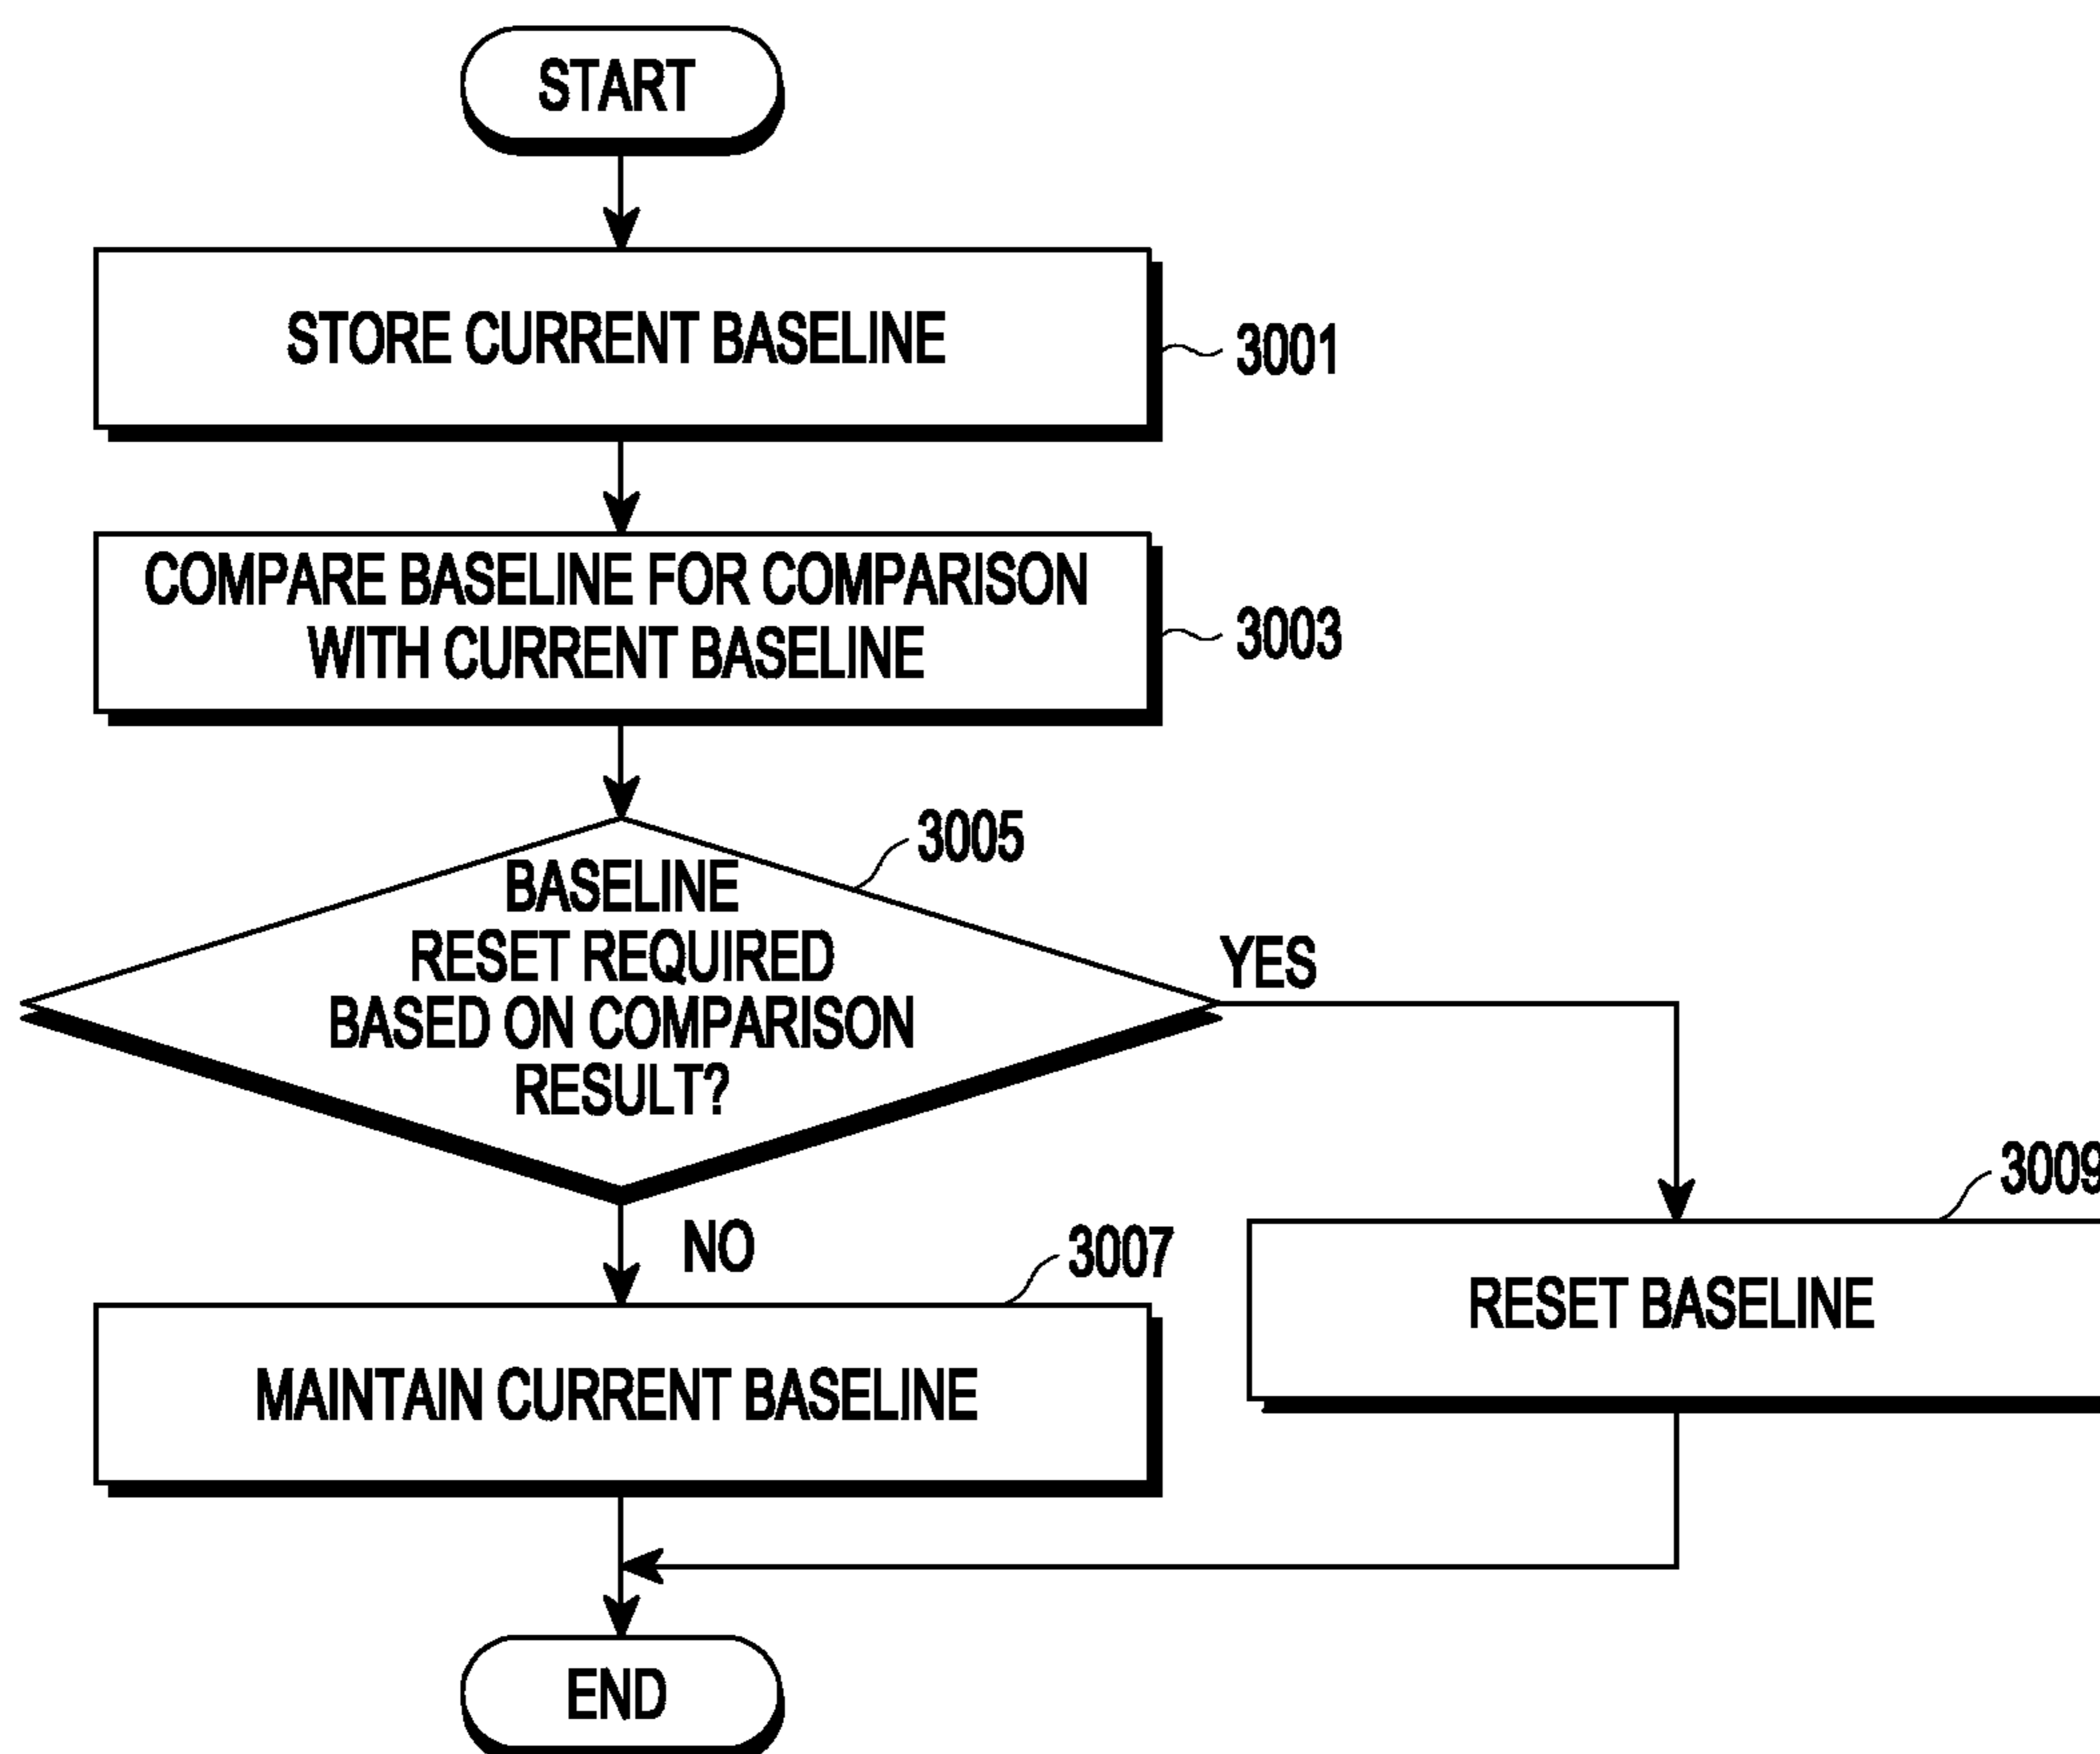 START
STORE CURRENT BASELINE
3001
COMPARE BASELINE FOR COMPARISON
WITH CURRENT BASELINE
3003
3005
BASELINE
RESET REQUIRED
BASED ON COMPARISON
RESULT?
YES
NO
3007
MAINTAIN CURRENT BASELINE
3009
RESET BASELINE
END